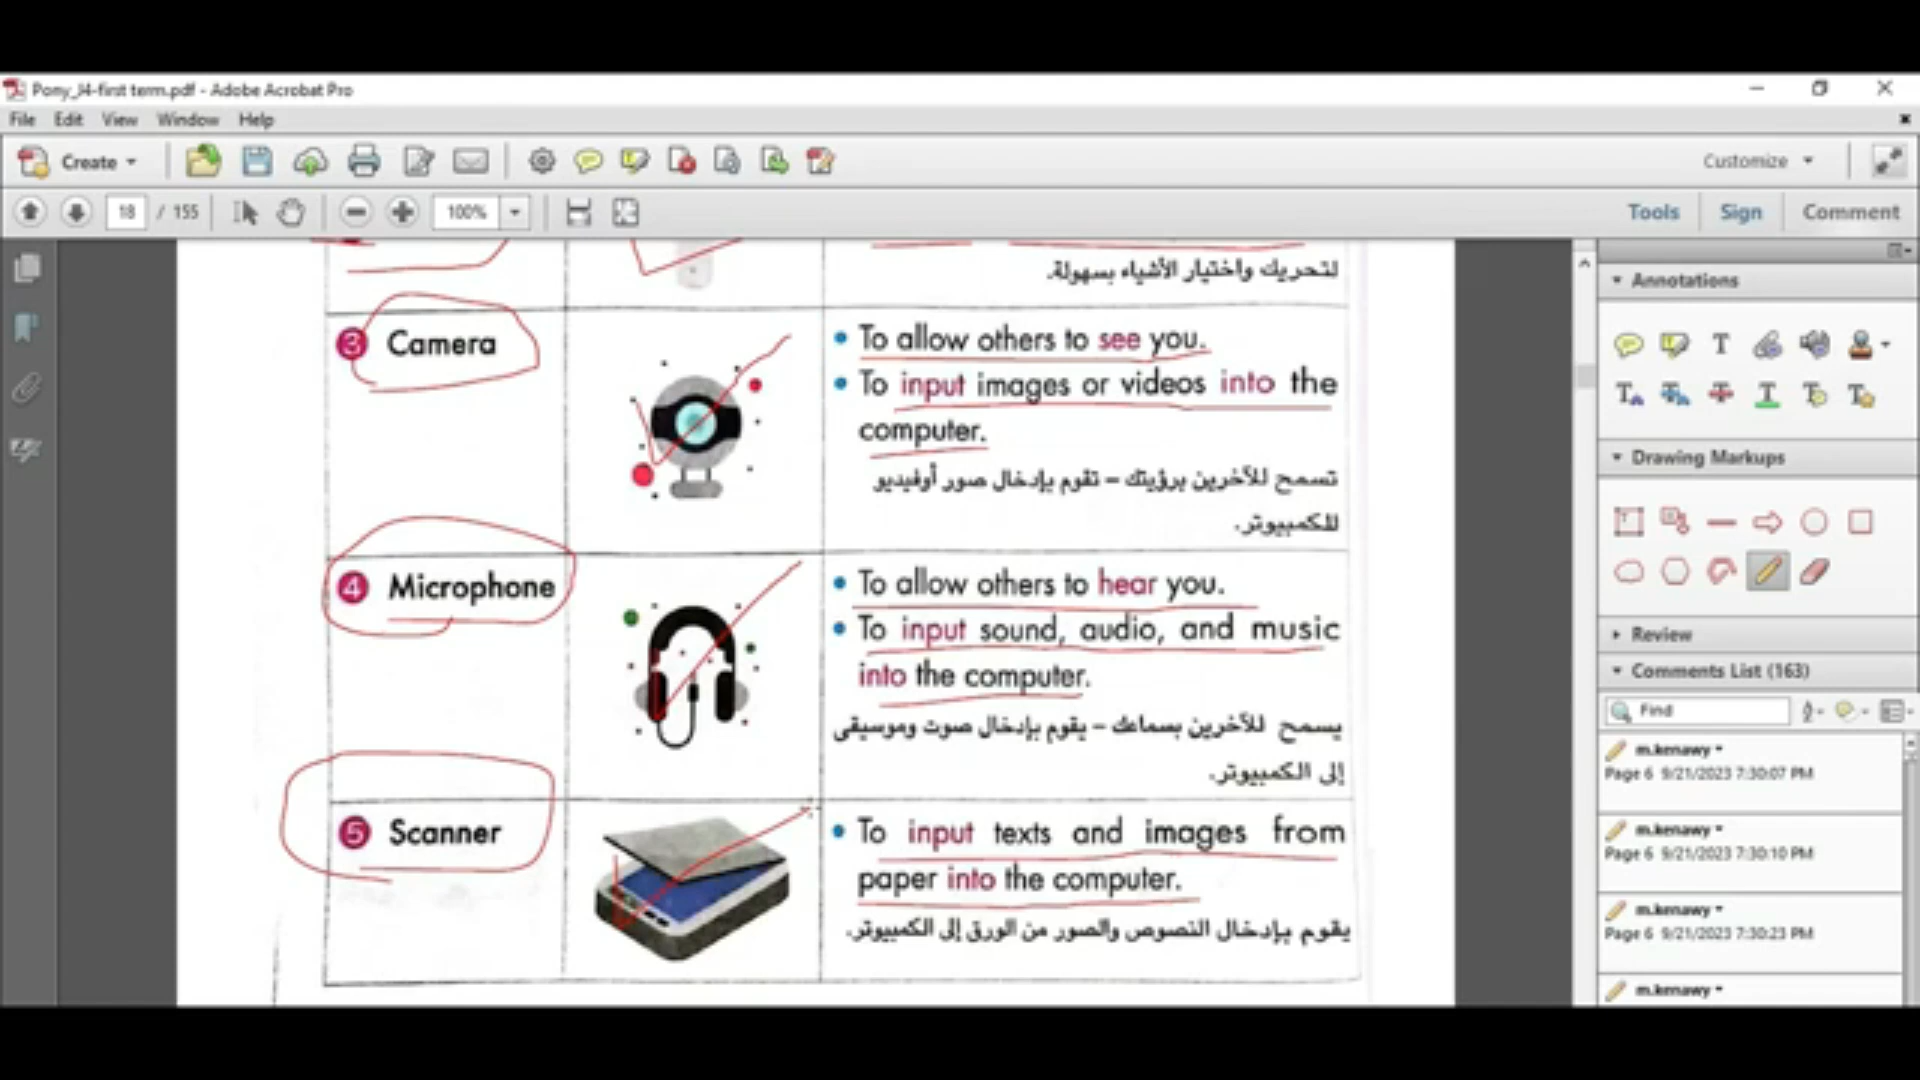 Pony_J4-first term.pdf - Adobe Acrobat Pro
File Edit View Window Help
Create
Customize
18 / 155
100%
Tools Sign Comment
لتحريك واختيار الأشياء بسهولة.
3 Camera
• To allow others to see you.
• To input images or videos into the
computer.
تسمح للآخرين برؤيتك – تقوم بإدخال صور أوفيديو
للكمبيوتر.
4 Microphone
• To allow others to hear you.
• To input sound, audio, and music
into the computer.
يسمح للآخرين بسماعك – يقوم بإدخال صوت وموسيقى
إلى الكمبيوتر.
5 Scanner
• To input texts and images from
paper into the computer.
يقوم بإدخال النصوص والصور من الورق إلى الكمبيوتر.
Annotations
Drawing Markups
Review
Comments List (163)
Find
m.kenawy
Page 6 9/21/2023 7:30:07 PM
m.kenawy
Page 6 9/21/2023 7:30:10 PM
m.kenawy
Page 6 9/21/2023 7:30:23 PM
m.kenawy